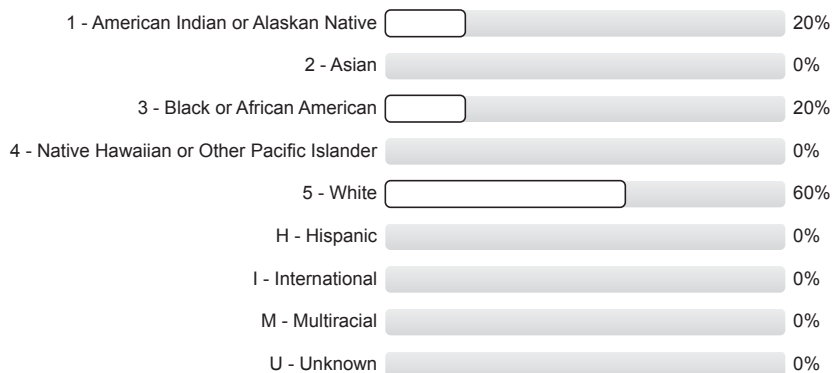 1 - American Indian or Alaskan Native 20%
2 - Asian 0%
3 - Black or African American 20%
4 - Native Hawaiian or Other Pacific Islander 0%
5 - White 60%
H - Hispanic 0%
I - International 0%
M - Multiracial 0%
U - Unknown 0%